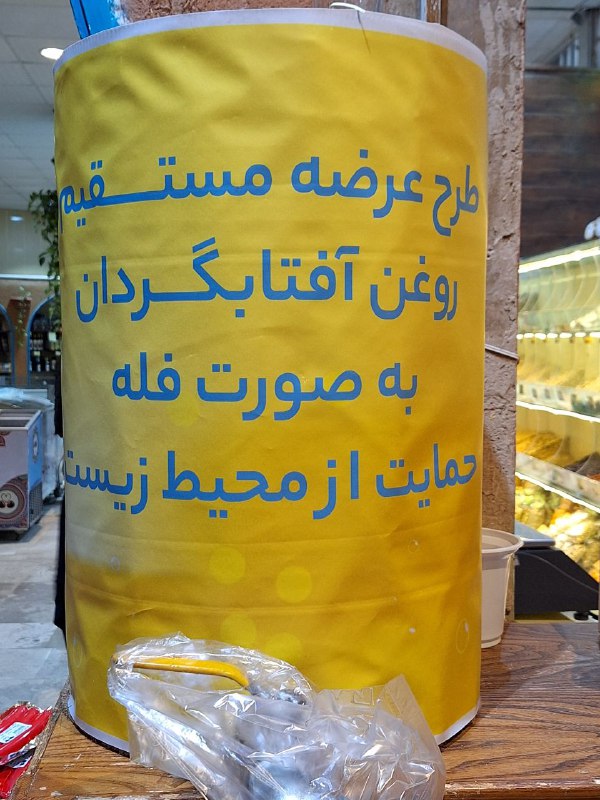 طرح عرضه مستقیم
روغن آفتابگردان
به صورت فله
حمایت از محیط زیست